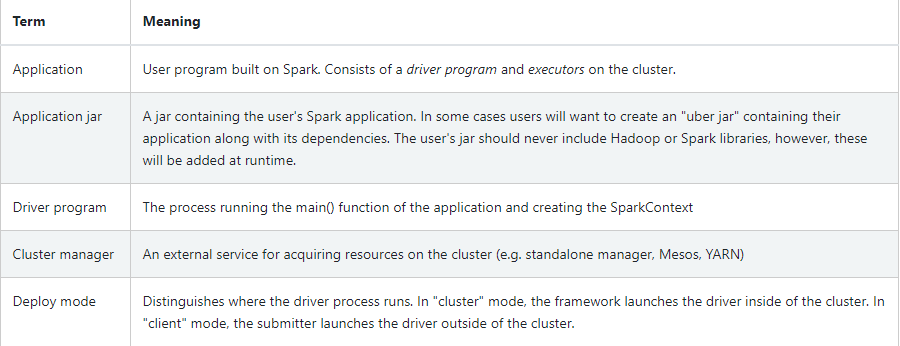 Term Meaning
Application User program built on Spark. Consists of a driver program and executors on the cluster.
Application jar A jar containing the user's Spark application. In some cases users will want to create an "uber jar" containing their
application along with its dependencies. The user's jar should never include Hadoop or Spark libraries, however, these
will be added at runtime.
Driver program The process running the main() function of the application and creating the SparkContext
Cluster manager An external service for acquiring resources on the cluster (e.g. standalone manager, Mesos, YARN)
Deploy mode Distinguishes where the driver process runs. In "cluster" mode, the framework launches the driver inside of the cluster. In
"client" mode, the submitter launches the driver outside of the cluster.